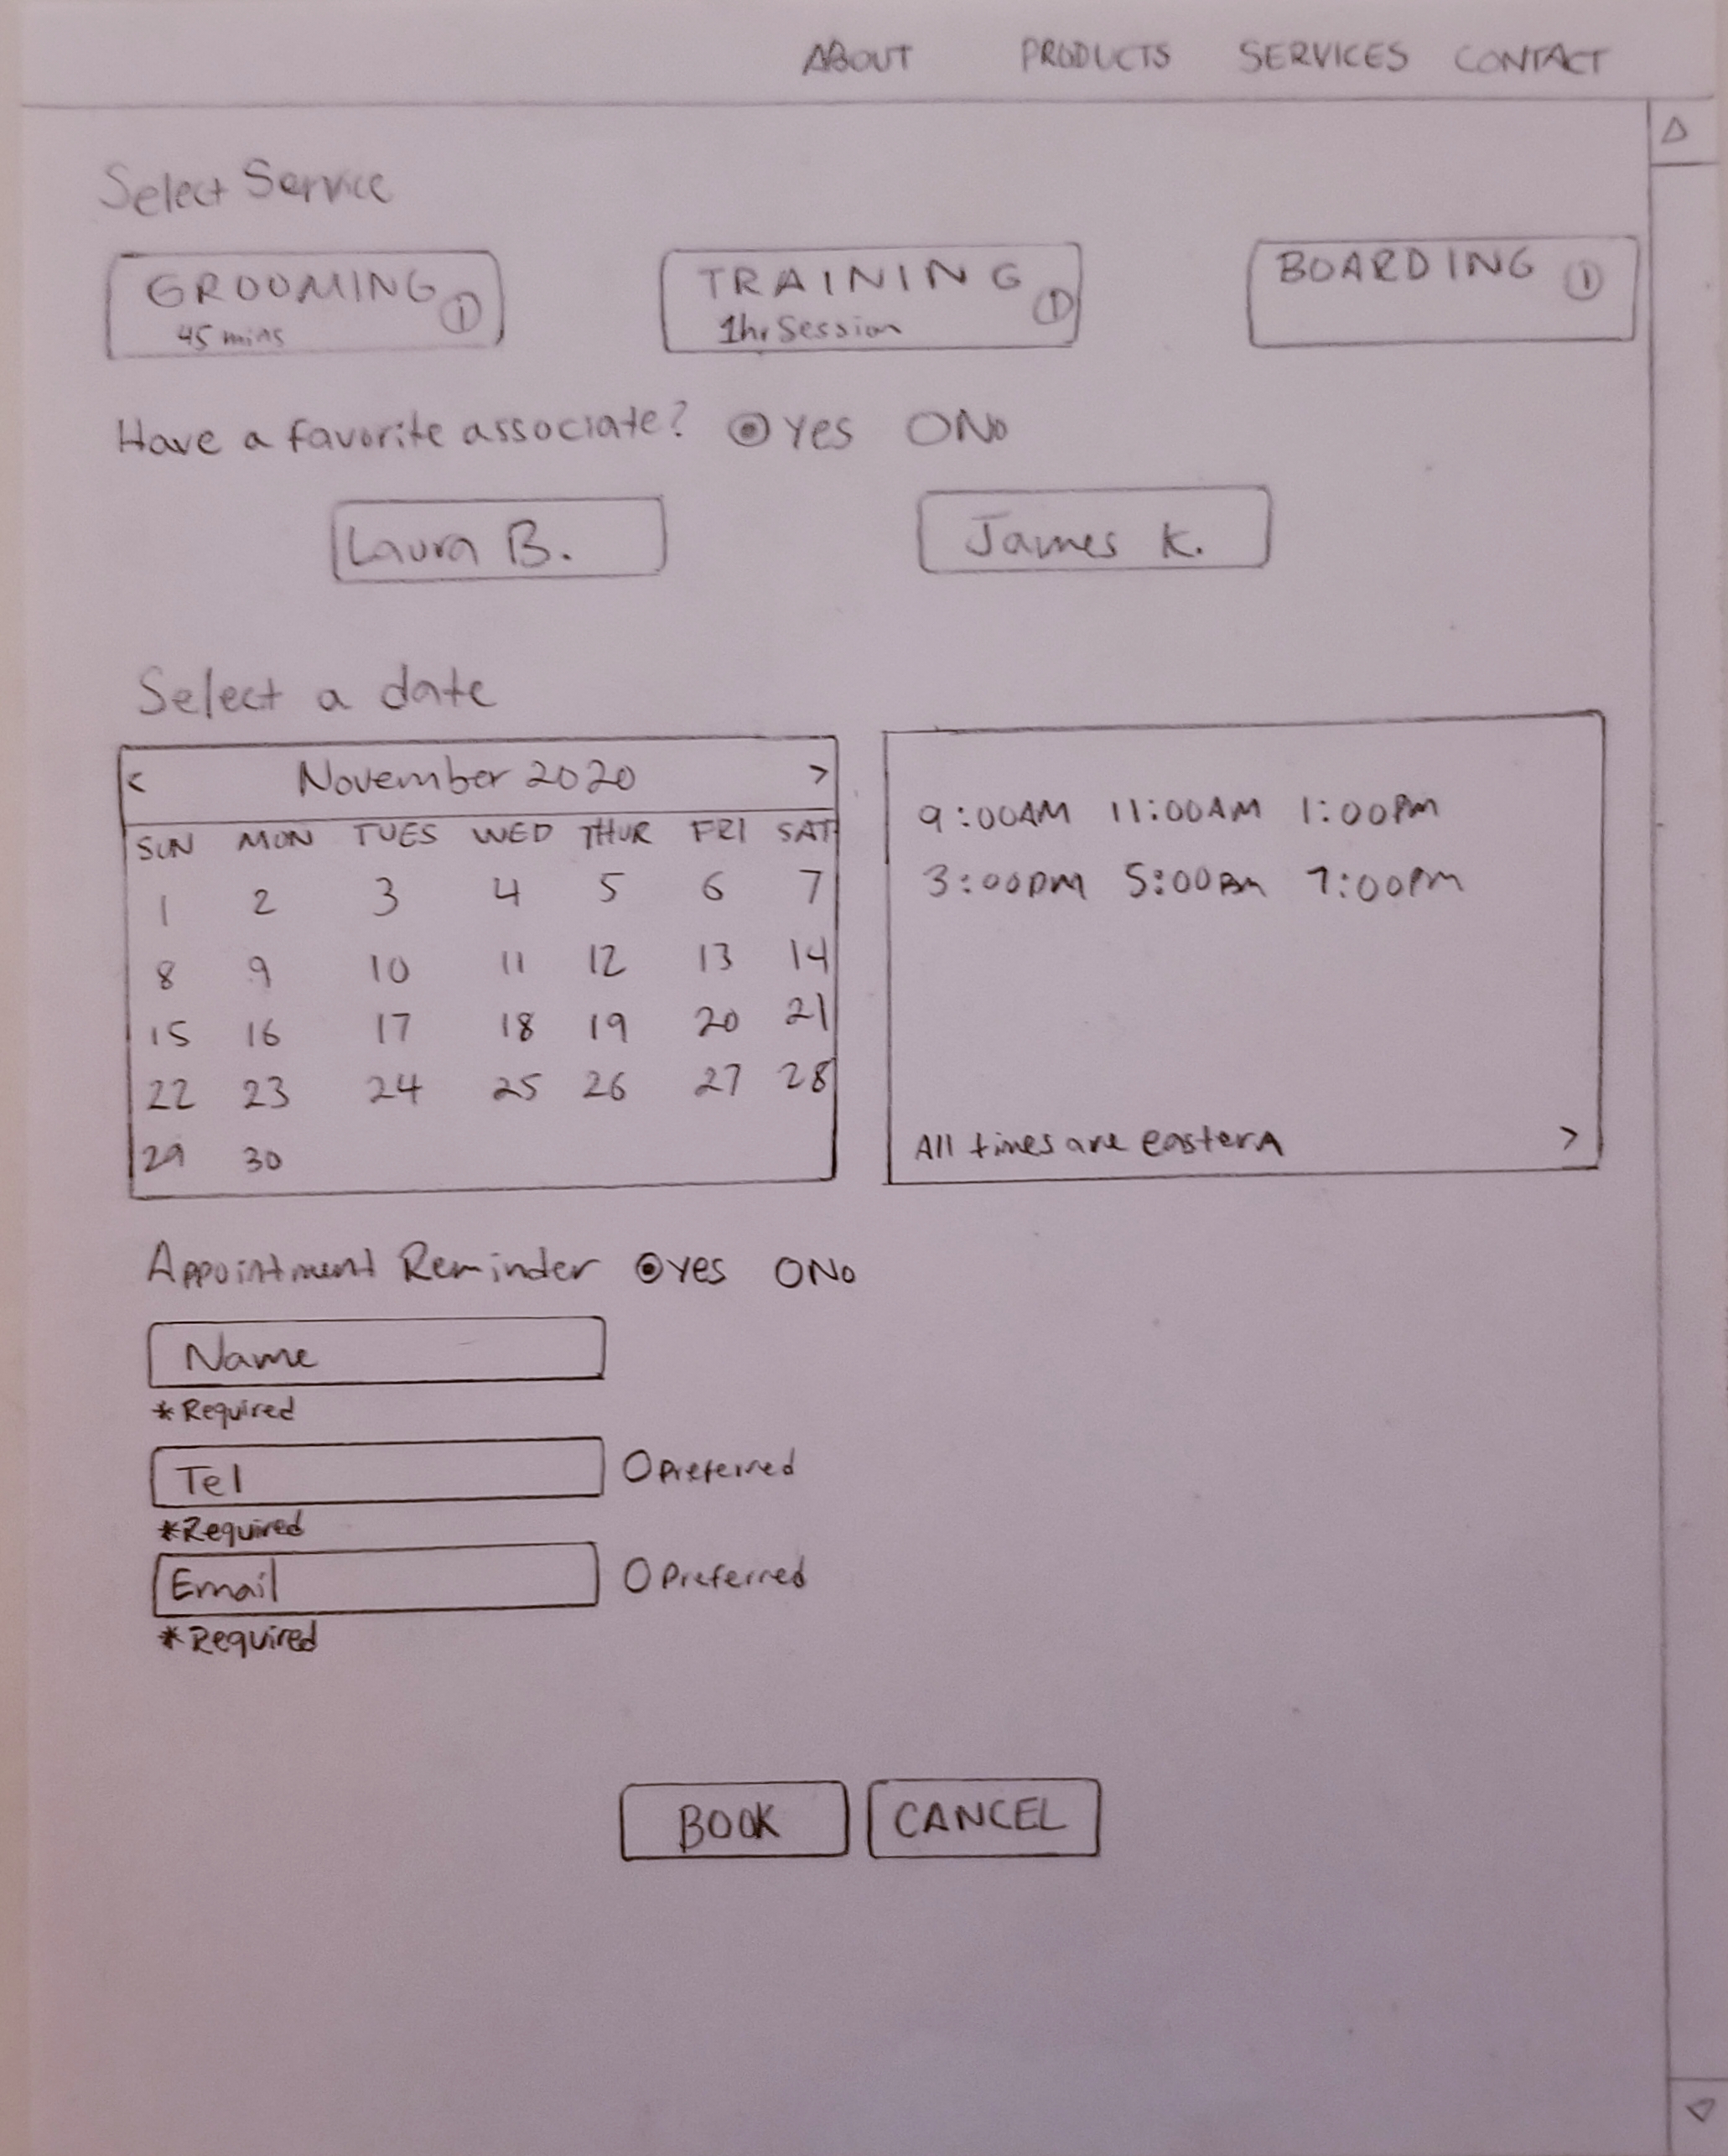 ABOUT PRODUCTS SERVICES CONTACT
Select Service
GROOMING i TRAINING i BOARDING i
45 mins 1hr Session
Have a favorite associate? Yes No
Laura B. James K.
Select a date
< November 2020 >
SUN MON TUES WED THUR FRI SAT
1 2 3 4 5 6 7
8 9 10 11 12 13 14
15 16 17 18 19 20 21
22 23 24 25 26 27 28
29 30
9:00AM 11:00AM 1:00PM
3:00PM 5:00PM 7:00PM
All times are eastern >
Appointment Reminder Yes No
Name
*Required
Tel Preferred
*Required
Email Preferred
*Required
BOOK CANCEL